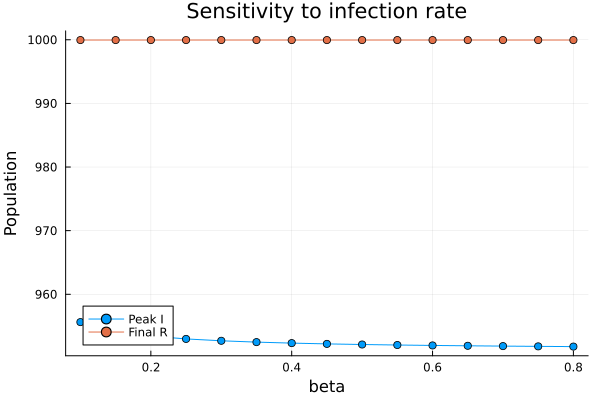 Sensitivity to infection rate
Population
1000
990
980
970
960
Peak I
Final R
0.2
0.4
0.6
0.8
beta